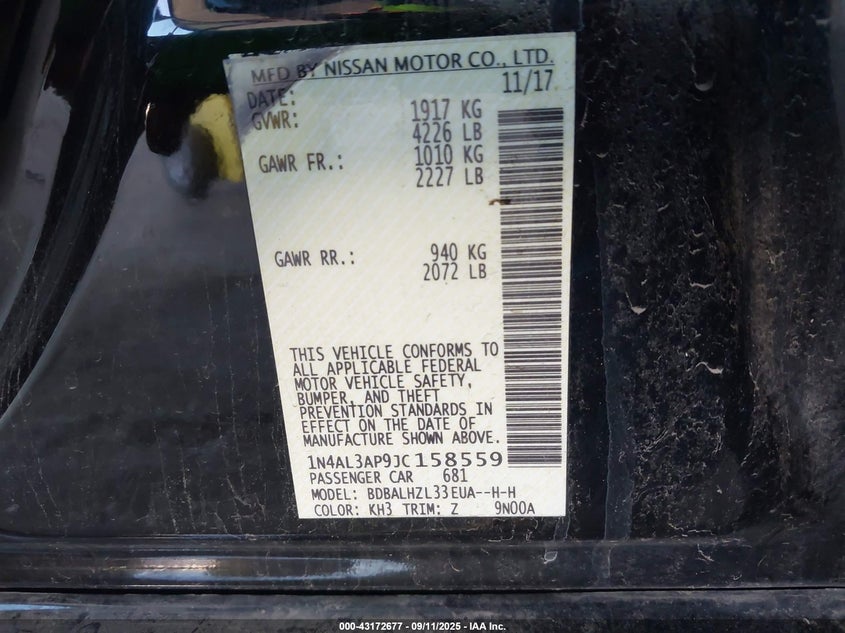 MFD BY NISSAN MOTOR CO., LTD.
DATE: 11/17
GVWR: 1917 KG
4226 LB
GAWR FR.: 1010 KG
2227 LB
GAWR RR.: 940 KG
2072 LB
THIS VEHICLE CONFORMS TO
ALL APPLICABLE FEDERAL
MOTOR VEHICLE SAFETY,
BUMPER, AND THEFT
PREVENTION STANDARDS IN
EFFECT ON THE DATE OF
MANUFACTURE SHOWN ABOVE.
1N4AL3AP9JC158559
PASSENGER CAR 681
MODEL: BDBALHZL33EUA--H-H
COLOR: KH3 TRIM: Z 9N00A
000-43172677 - 09/11/2025 - IAA Inc.